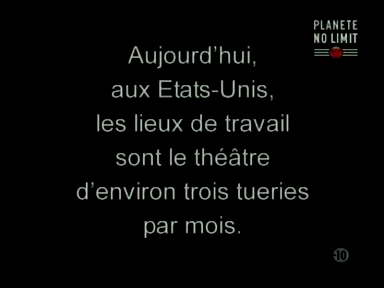 PLANETE
NO LIMIT
Aujourd'hui,
aux Etats-Unis,
les lieux de travail
sont le théâtre
d'environ trois tueries
par mois.
-10